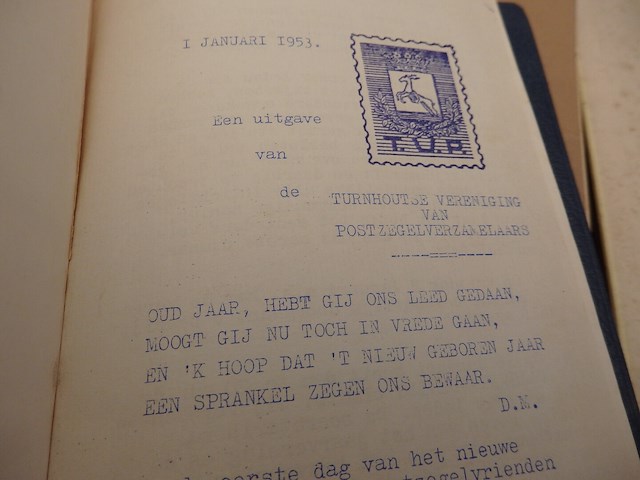 I JANUARI I953.
T.V.P.
Een uitgave
van
de
TURNHOUTSE VERENIGING
VAN
POSTZEGELVERZAMELAARS
OUD JAAR, HEBT GIJ ONS LEED GEDAAN,
MOOGT GIJ NU TOCH IN VREDE GAAN,
EN 'K HOOP DAT 'T NIEUW GEBOREN JAAR
EEN SPRANKEL ZEGEN ONS BEWAAR.
D.M.
eerste dag van het nieuwe